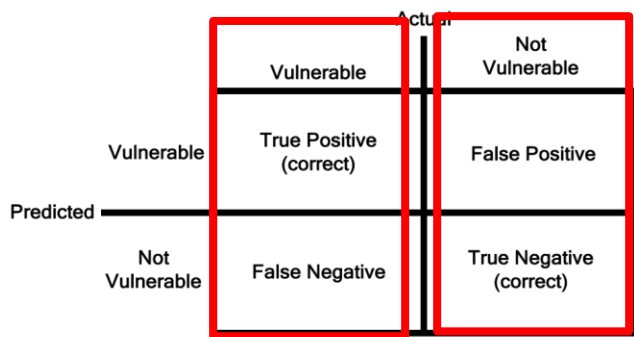 Actual
Vulnerable
Not
Vulnerable
Vulnerable
True Positive
(correct)
False Positive
Predicted
Not
Vulnerable
False Negative
True Negative
(correct)